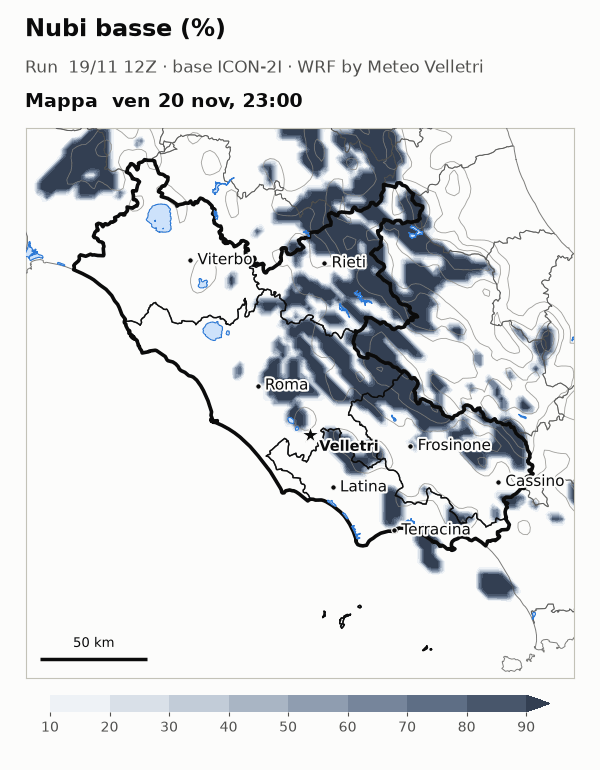 Nubi basse (%)
Run 19/11 12Z · base ICON-2I · WRF by Meteo Velletri
Mappa ven 20 nov, 23:00
Viterbo
Rieti
Roma
Velletri
Frosinone
Latina
Cassino
Terracina
50 km
10 20 30 40 50 60 70 80 90